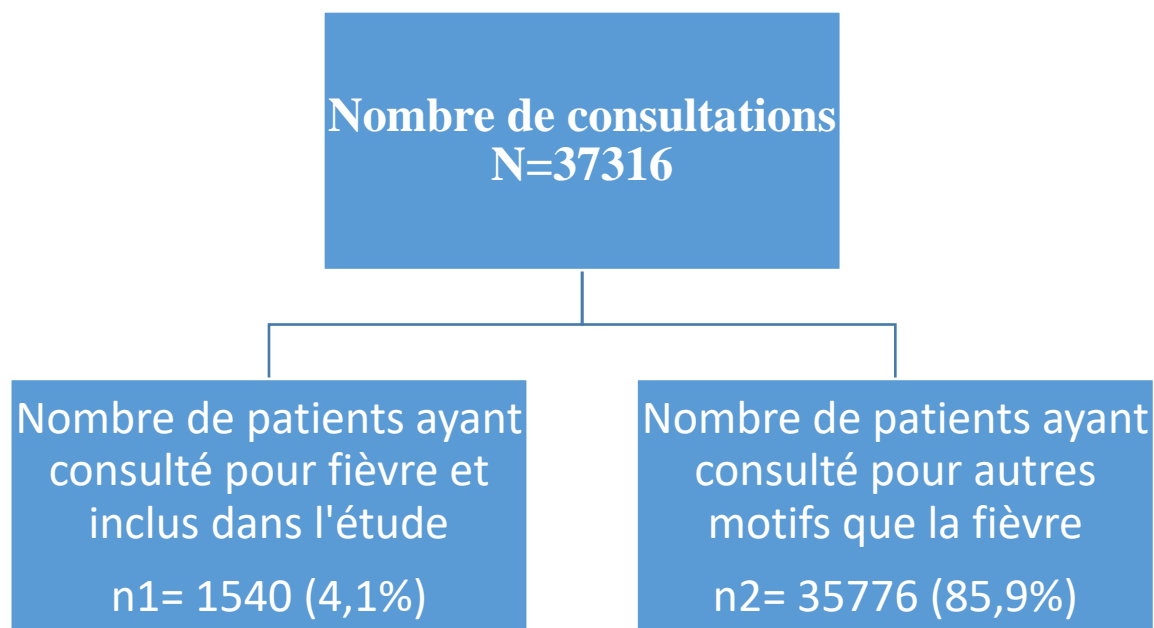 Nombre de consultations
N=37316
Nombre de patients ayant
consulté pour fièvre et
inclus dans l'étude
n1= 1540 (4,1%)
Nombre de patients ayant
consulté pour autres
motifs que la fièvre
n2= 35776 (85,9%)